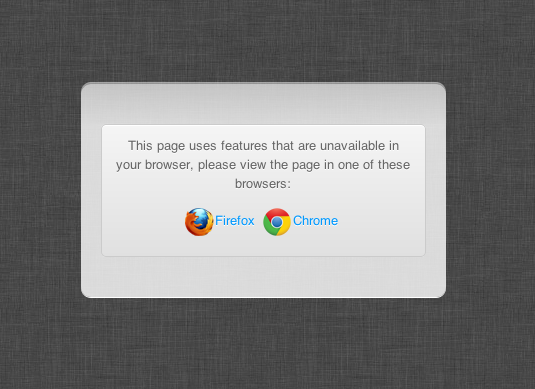 This page uses features that are unavailable in
your browser, please view the page in one of these
browsers:
Firefox Chrome